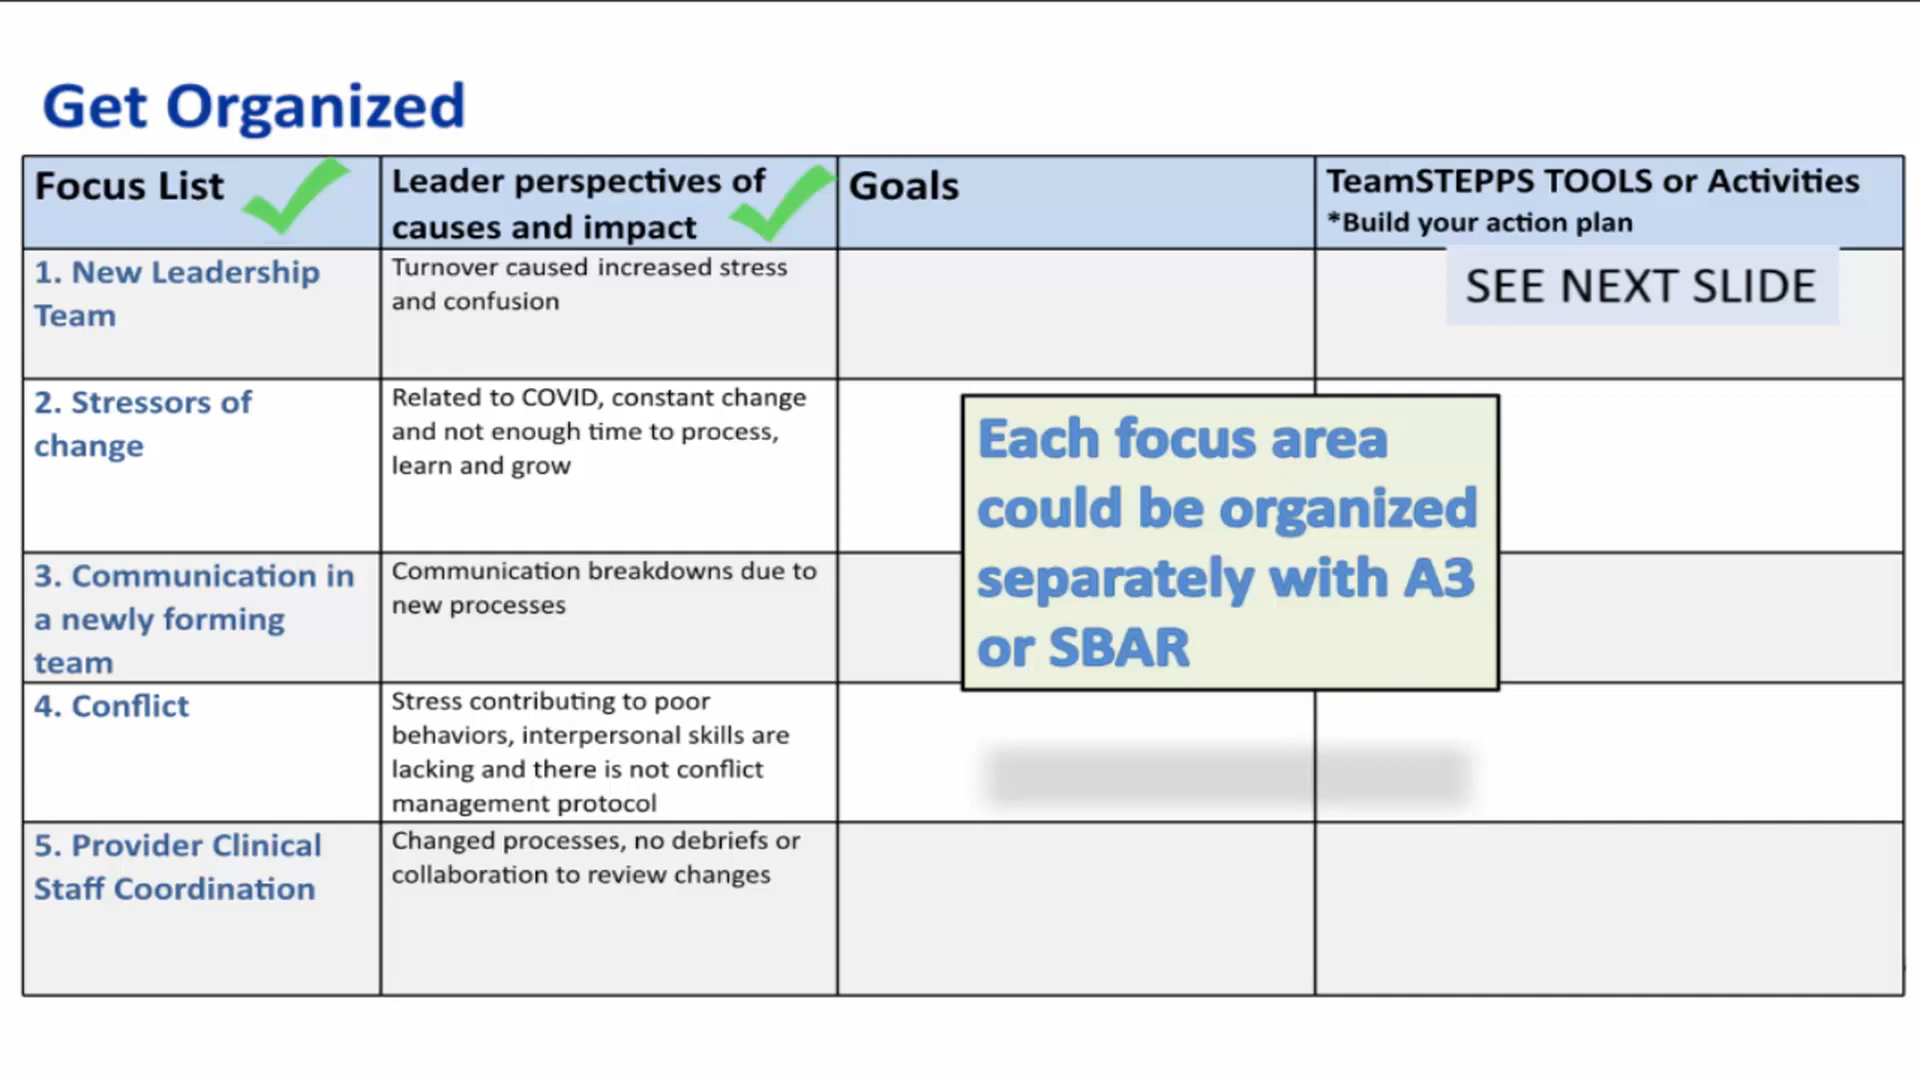 Get Organized
Focus List
Leader perspectives of
causes and impact
Goals
TeamSTEPPS TOOLS or Activities
*Build your action plan
1. New Leadership
Team
Turnover caused increased stress
and confusion
SEE NEXT SLIDE
2. Stressors of
change
Related to COVID, constant change
and not enough time to process,
learn and grow
Each focus area
could be organized
separately with A3
or SBAR
3. Communication in
a newly forming
team
Communication breakdowns due to
new processes
4. Conflict
Stress contributing to poor
behaviors, interpersonal skills are
lacking and there is not conflict
management protocol
5. Provider Clinical
Staff Coordination
Changed processes, no debriefs or
collaboration to review changes